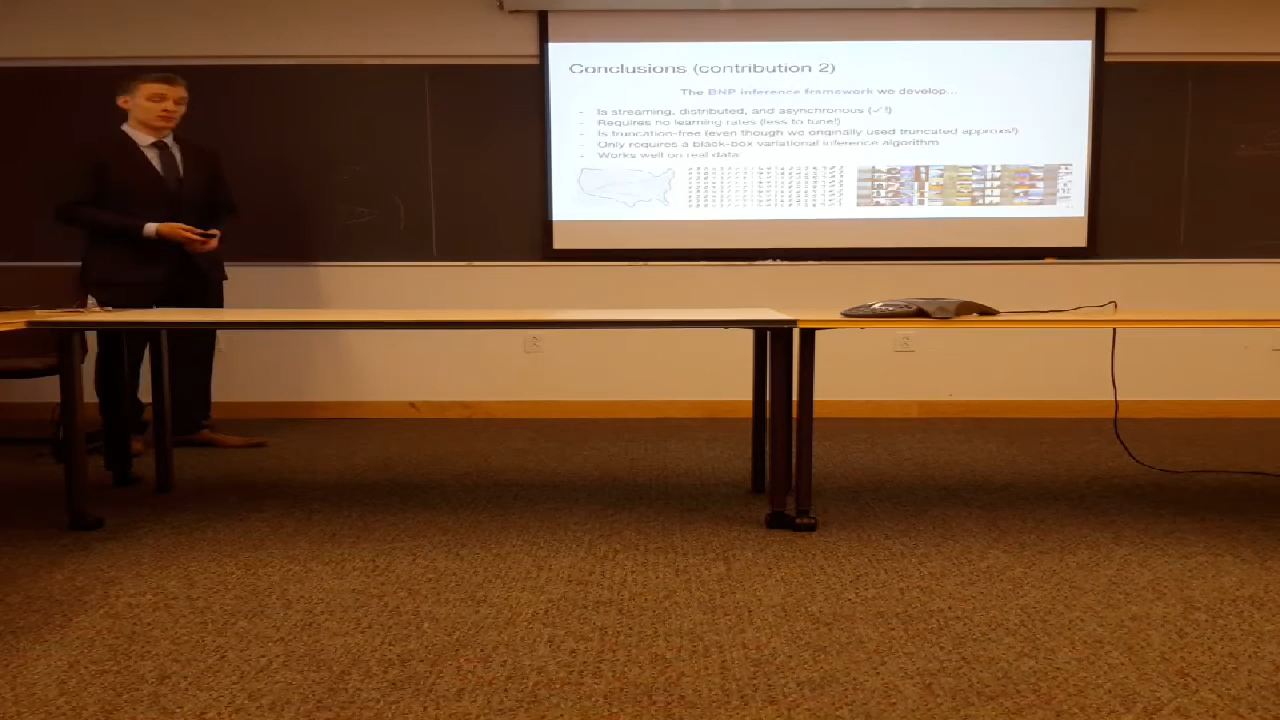 Conclusions (contribution 2)
The BNP inference framework we develop...
- Is streaming, distributed, and asynchronous (✓!)
- Requires no learning rates (less to tune!)
- Is truncation-free (even though we originally used truncated approx!)
- Only requires a black-box variational inference algorithm
- Works well on real data: